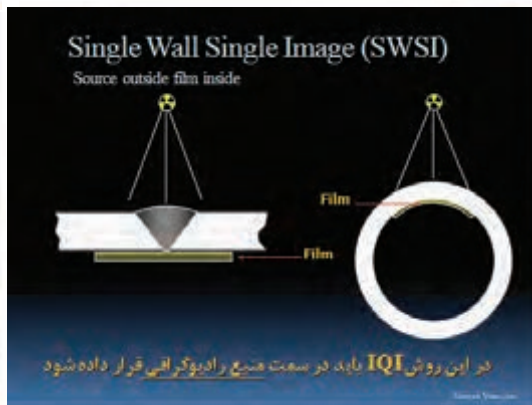 Single Wall Single Image (SWSI)
Source outside film inside
Film
Film
در این روش IQI باید در سمت منبع رادیوگرافی قرار داده شود